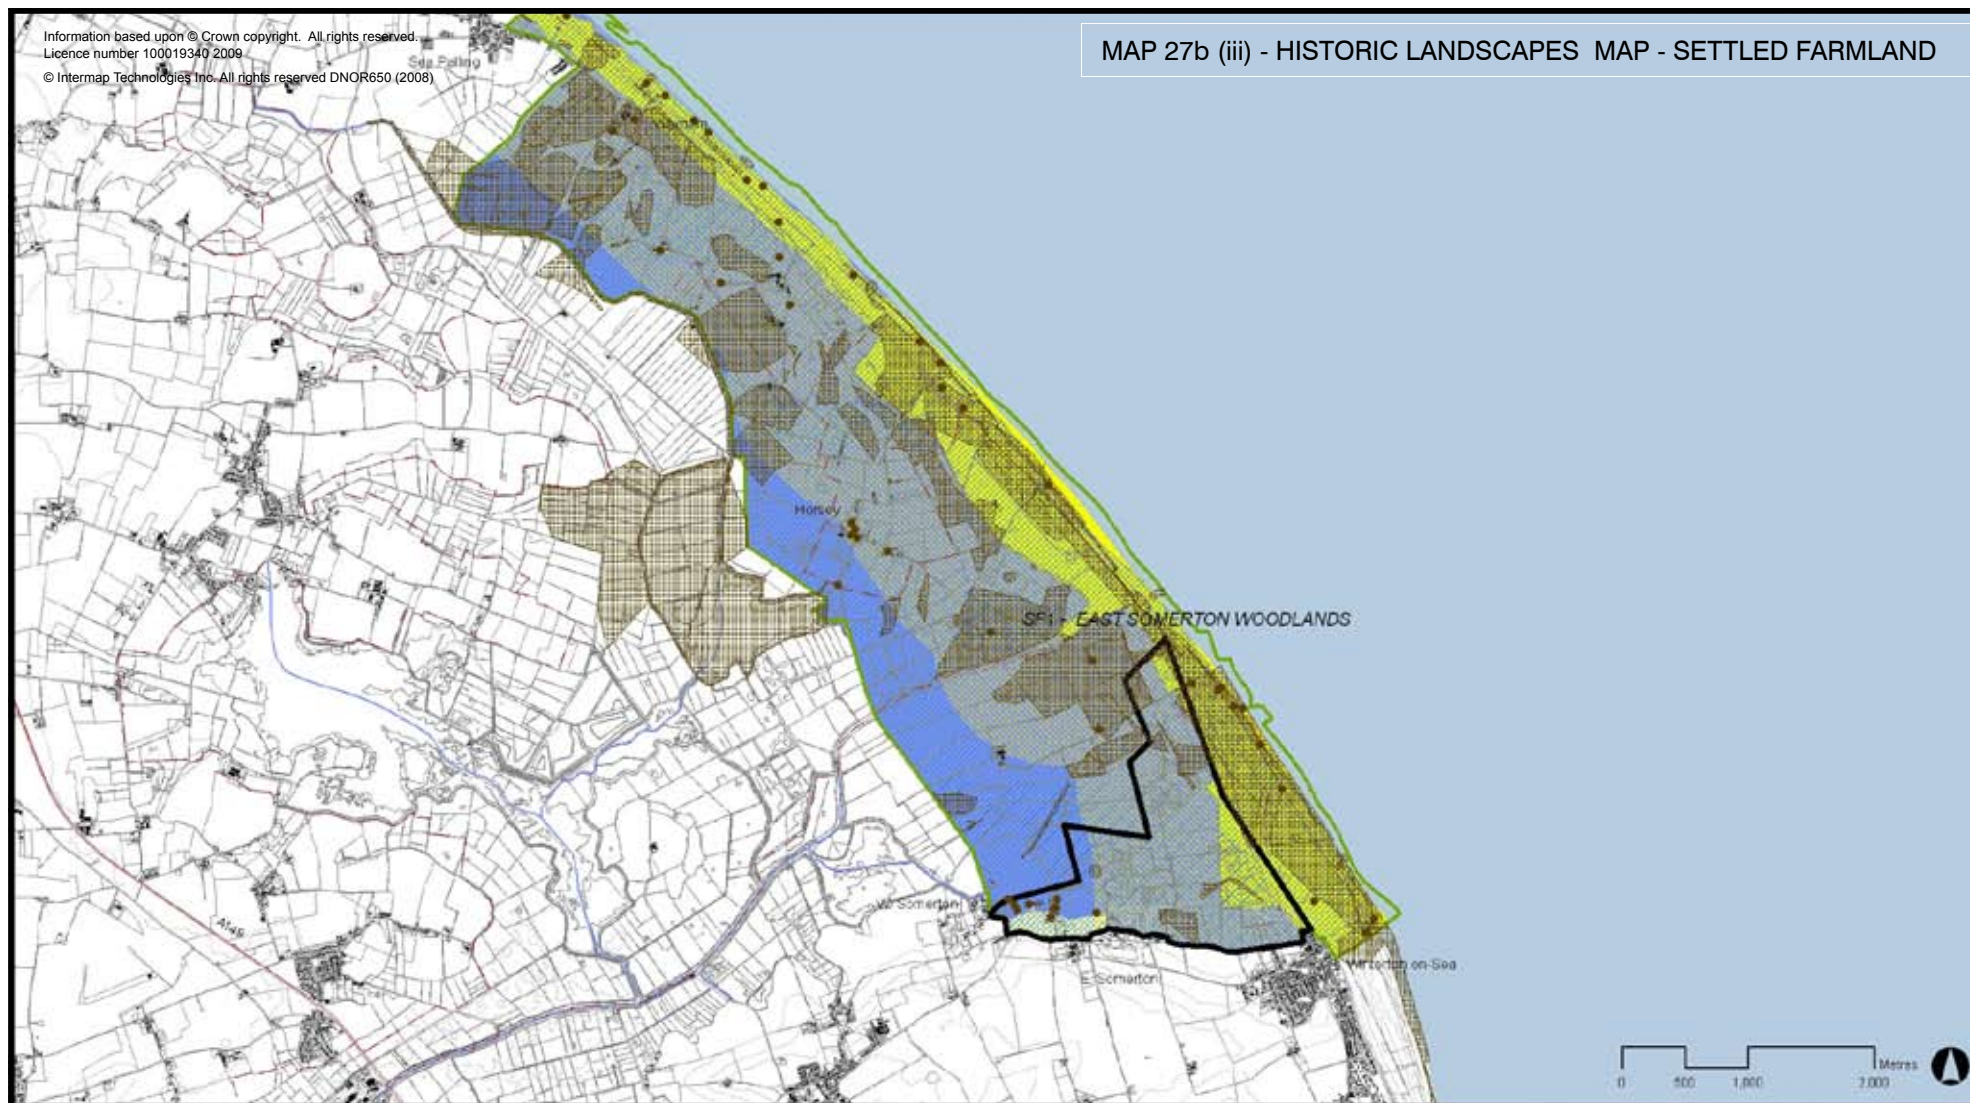 Information based upon © Crown copyright.  All rights reserved.
Licence number 100019340 2009
© Intermap Technologies Inc. All rights reserved DNOR650 (2008)
MAP 27b (iii) - HISTORIC LANDSCAPES  MAP - SETTLED FARMLAND
Sea Palling
Horsey
SF1 - EAST SOMERTON WOODLANDS
W Somerton
A149
E Somerton
Winterton on-Sea
Metres
0 500 1,000 2,000